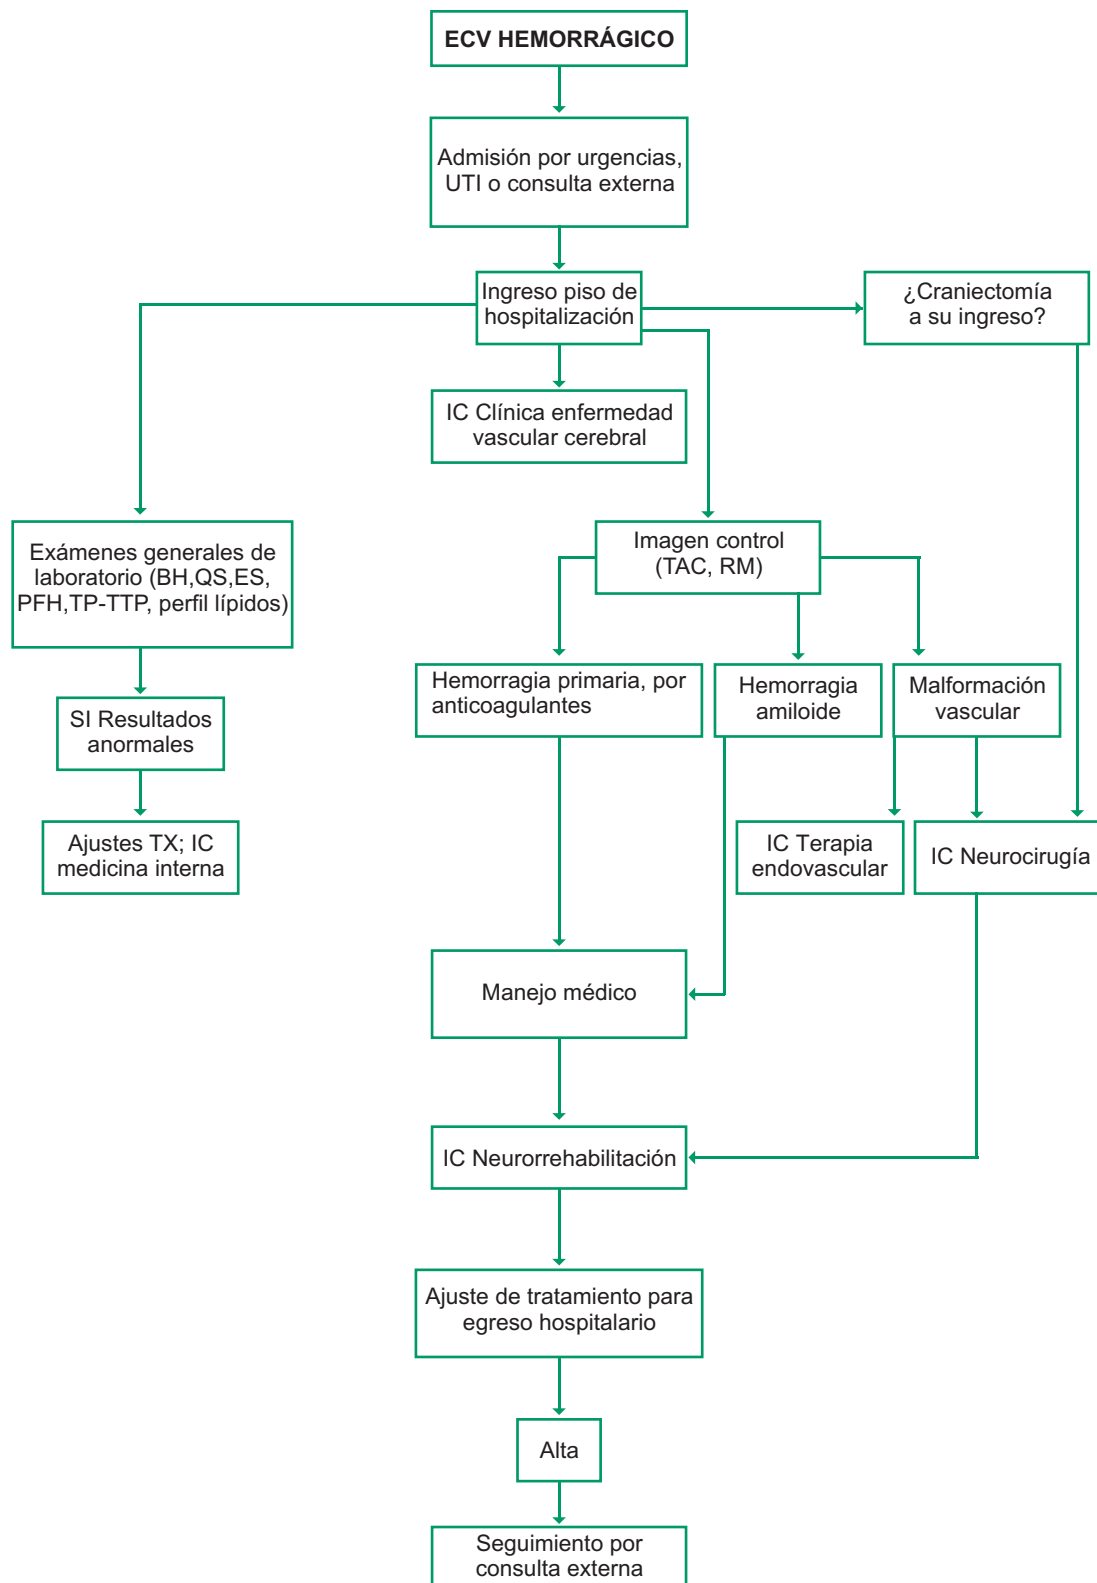 ECV HEMORRÁGICO
Admisión por urgencias,
UTI o consulta externa
Ingreso piso de
hospitalización
¿Craniectomía
a su ingreso?
IC Clínica enfermedad
vascular cerebral
Exámenes generales de
laboratorio (BH,QS,ES,
PFH,TP-TTP, perfil lípidos)
Imagen control
(TAC, RM)
Hemorragia primaria, por
anticoagulantes
Hemorragia
amiloide
Malformación
vascular
SI Resultados
anormales
Ajustes TX; IC
medicina interna
IC Terapia
endovascular
IC Neurocirugía
Manejo médico
IC Neurorrehabilitación
Ajuste de tratamiento para
egreso hospitalario
Alta
Seguimiento por
consulta externa